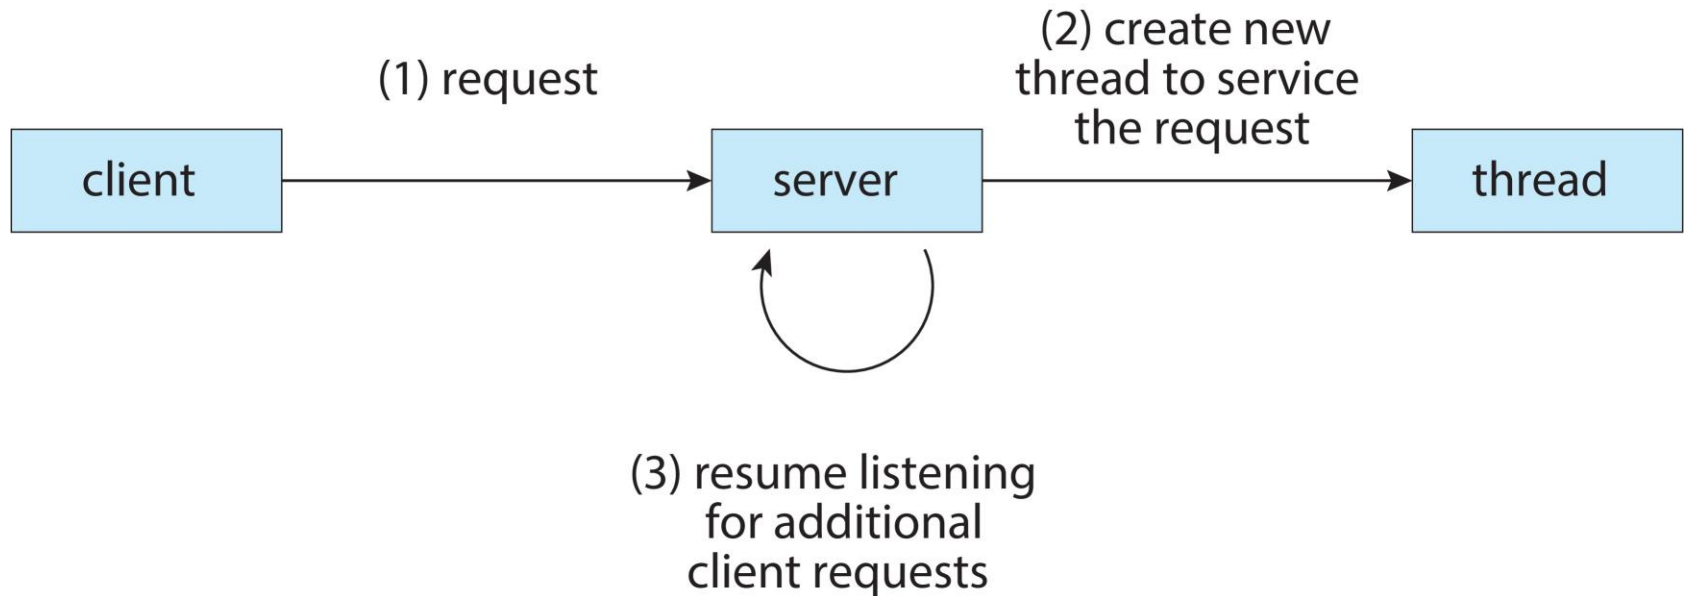 (1) request
(2) create new
thread to service
the request
client
server
thread
(3) resume listening
for additional
client requests